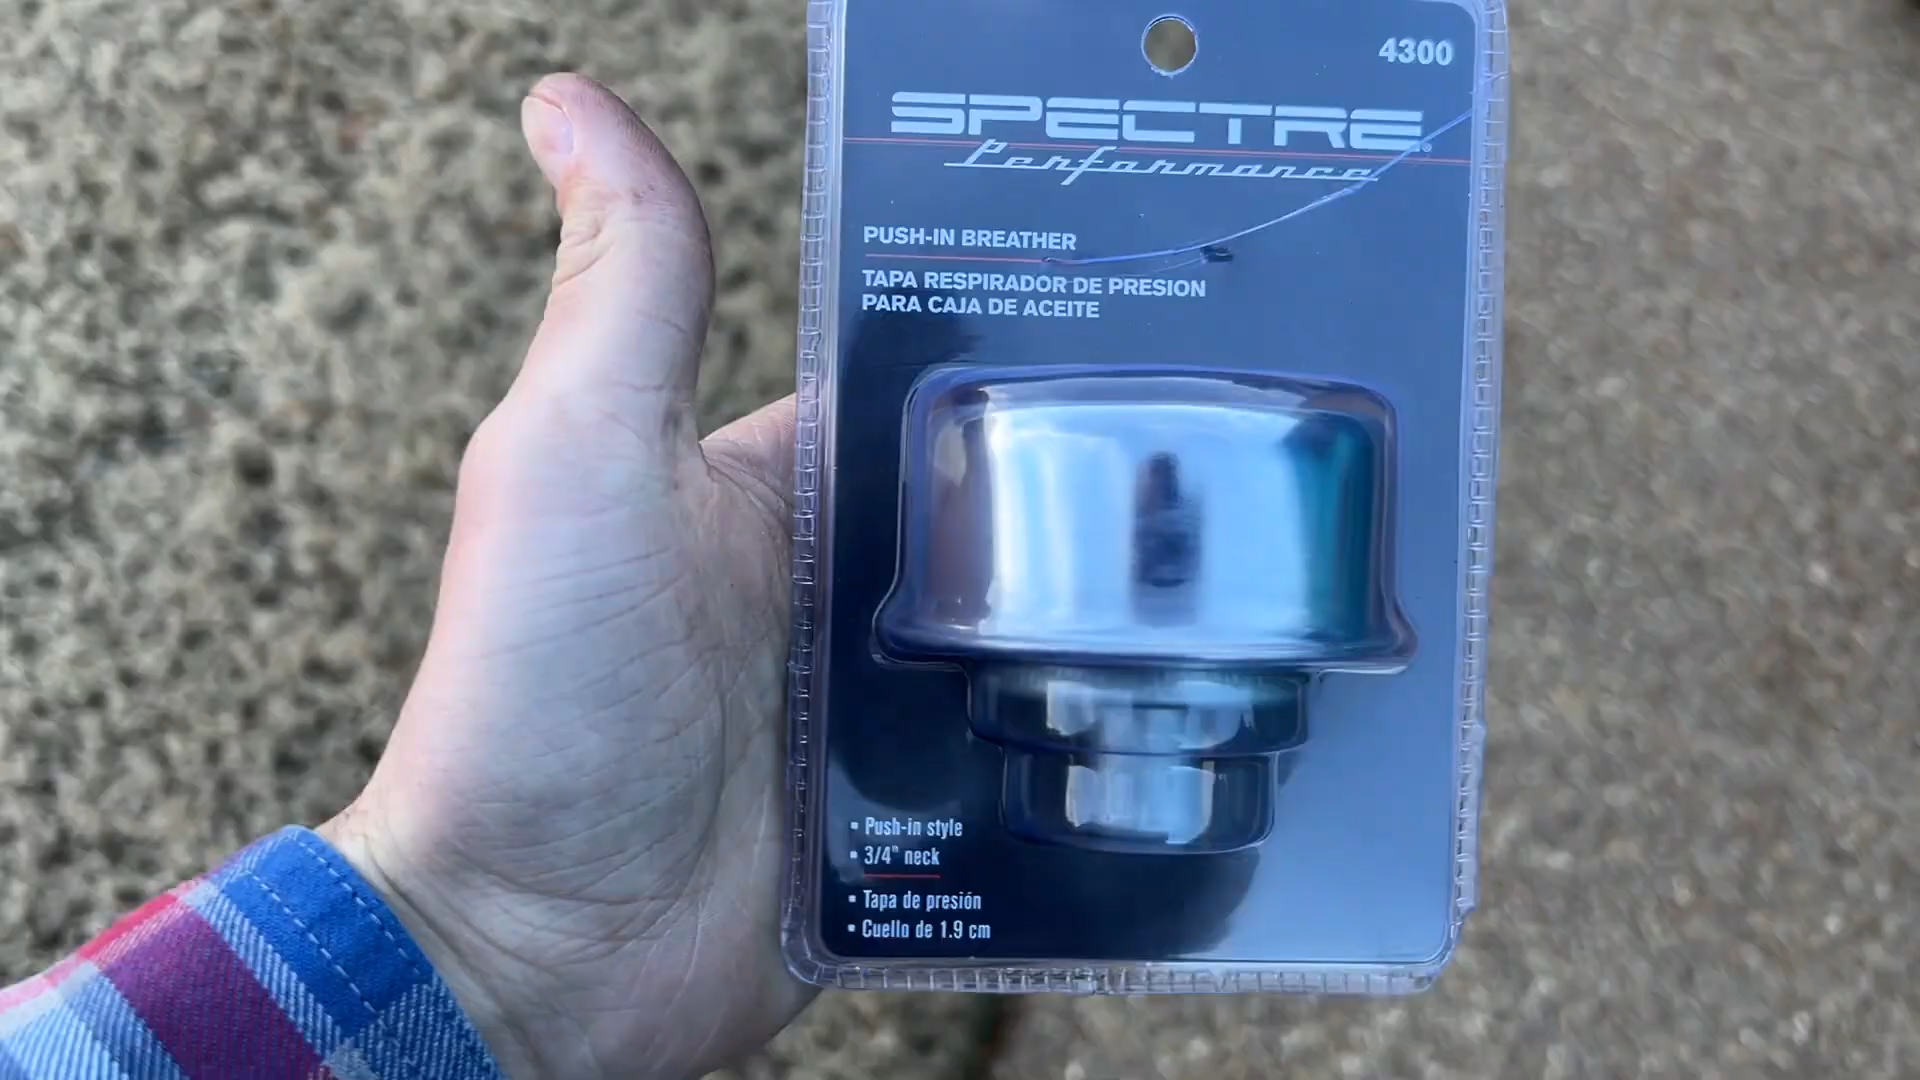 4300
SPECTRE®
Performance
PUSH-IN BREATHER
TAPA RESPIRADOR DE PRESION
PARA CAJA DE ACEITE
▪ Push-in style
▪ 3/4" neck
▪ Tapa de presión
▪ Cuello de 1.9 cm